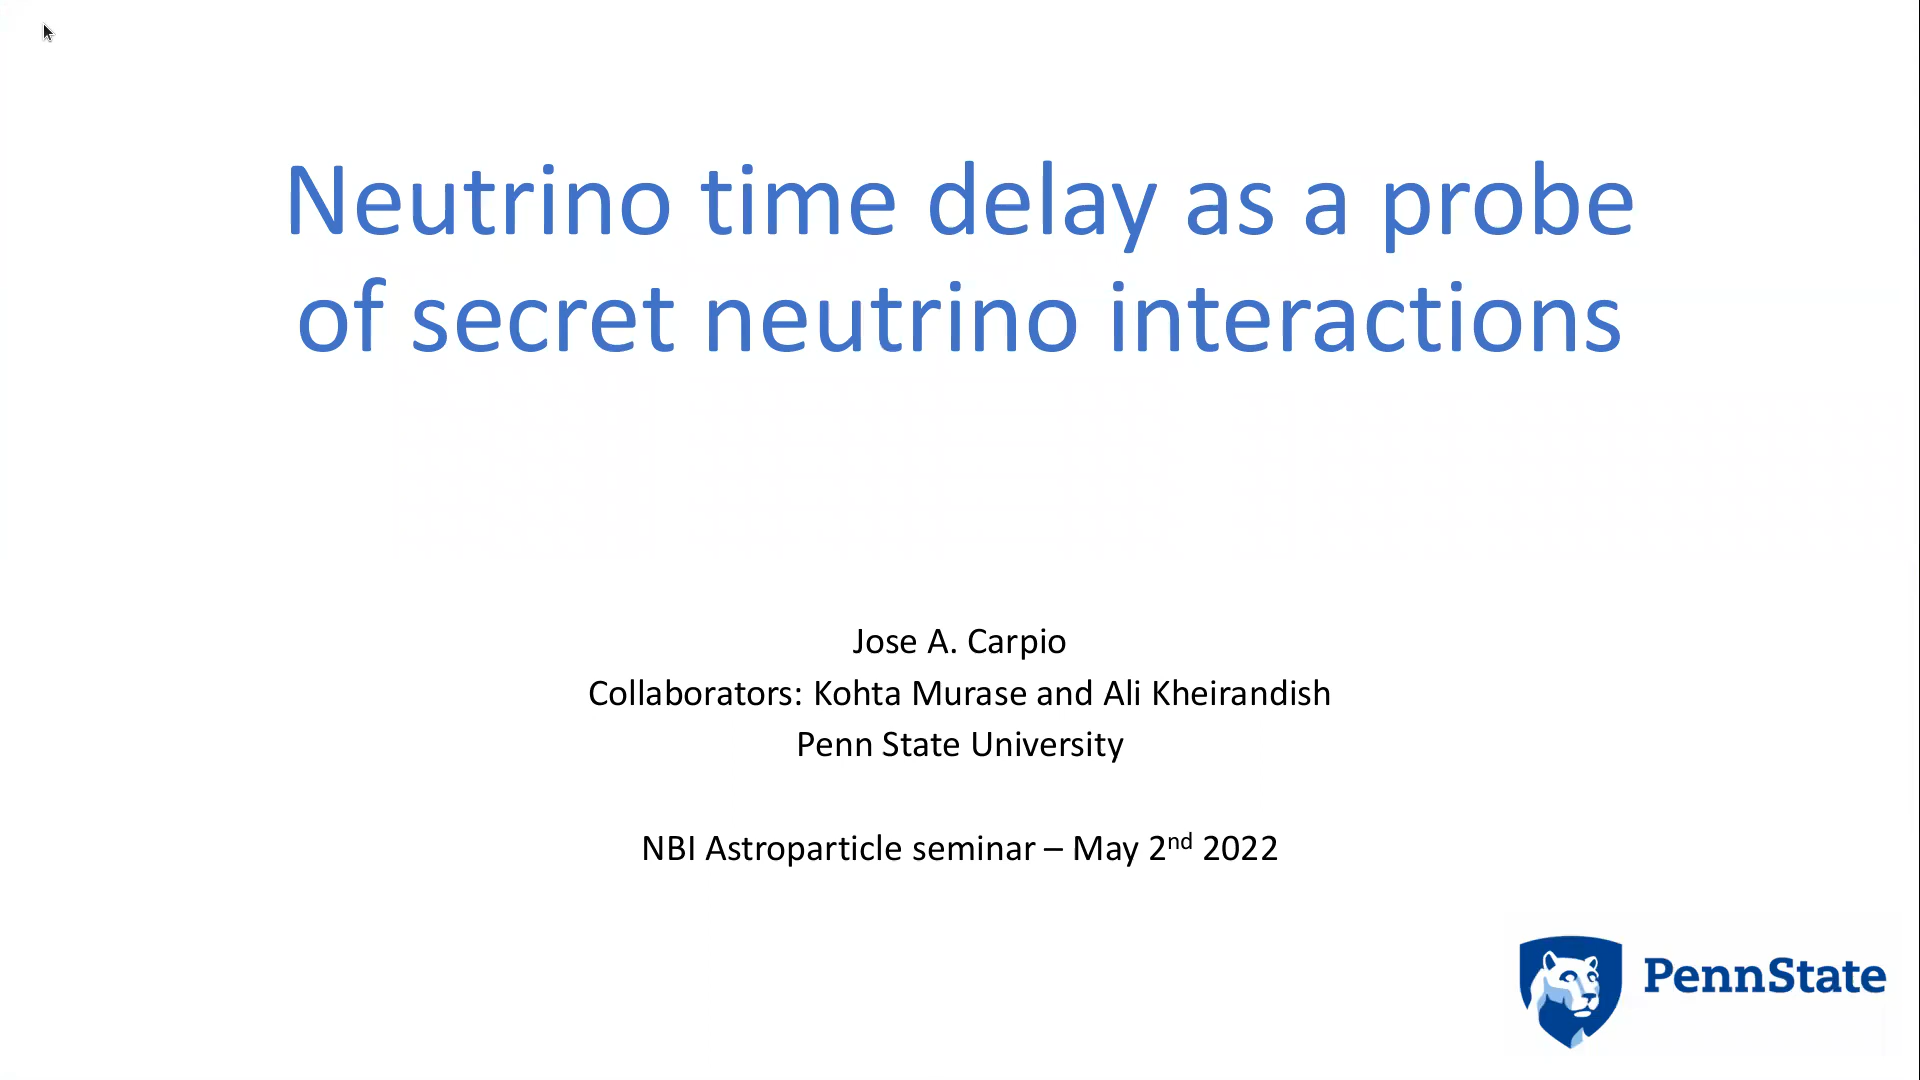 Neutrino time delay as a probe
of secret neutrino interactions
Jose A. Carpio
Collaborators: Kohta Murase and Ali Kheirandish
Penn State University
NBI Astroparticle seminar – May 2nd 2022
PennState